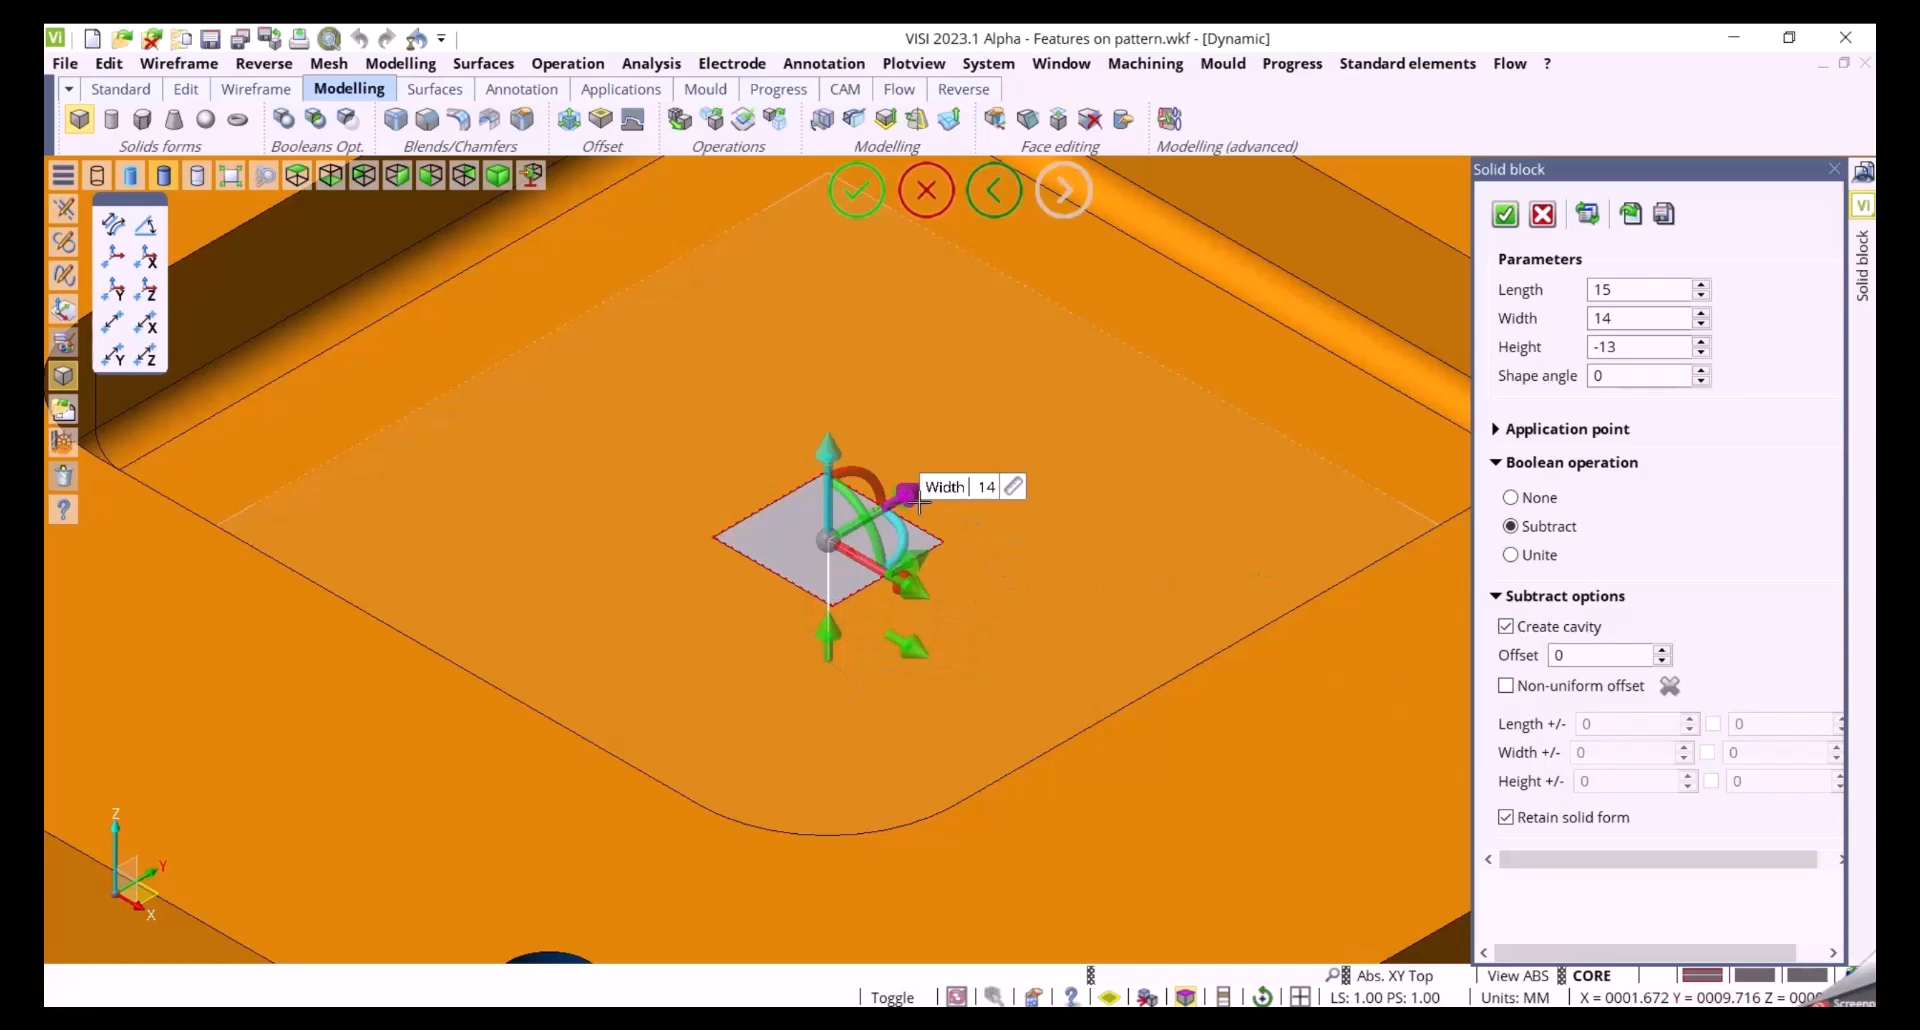 Vi
VISI 2023.1 Alpha - Features on pattern.wkf - [Dynamic]
File Edit Wireframe Reverse Mesh Modelling Surfaces Operation Analysis Electrode Annotation Plotview System Window Machining Mould Progress Standard elements Flow ?
Standard Edit Wireframe Modelling Surfaces Annotation Applications Mould Progress CAM Flow Reverse
Solids forms Booleans Opt. Blends/Chamfers Offset Operations Modelling Face editing Modelling (advanced)
Solid block
Vi
Solid block
X
Y Z
X
Y Z
Parameters
Length 15
Width 14
Height -13
Shape angle 0
Application point
Boolean operation
None
Subtract
Unite
Width 14
Subtract options
Create cavity
Offset 0
Non-uniform offset
Length +/- 0 0
Width +/- 0 0
Height +/- 0 0
Retain solid form
Z
Y
X
Abs. XY Top View ABS CORE
Toggle LS: 1.00 PS: 1.00 Units: MM X = 0001.672 Y = 0009.716 Z =